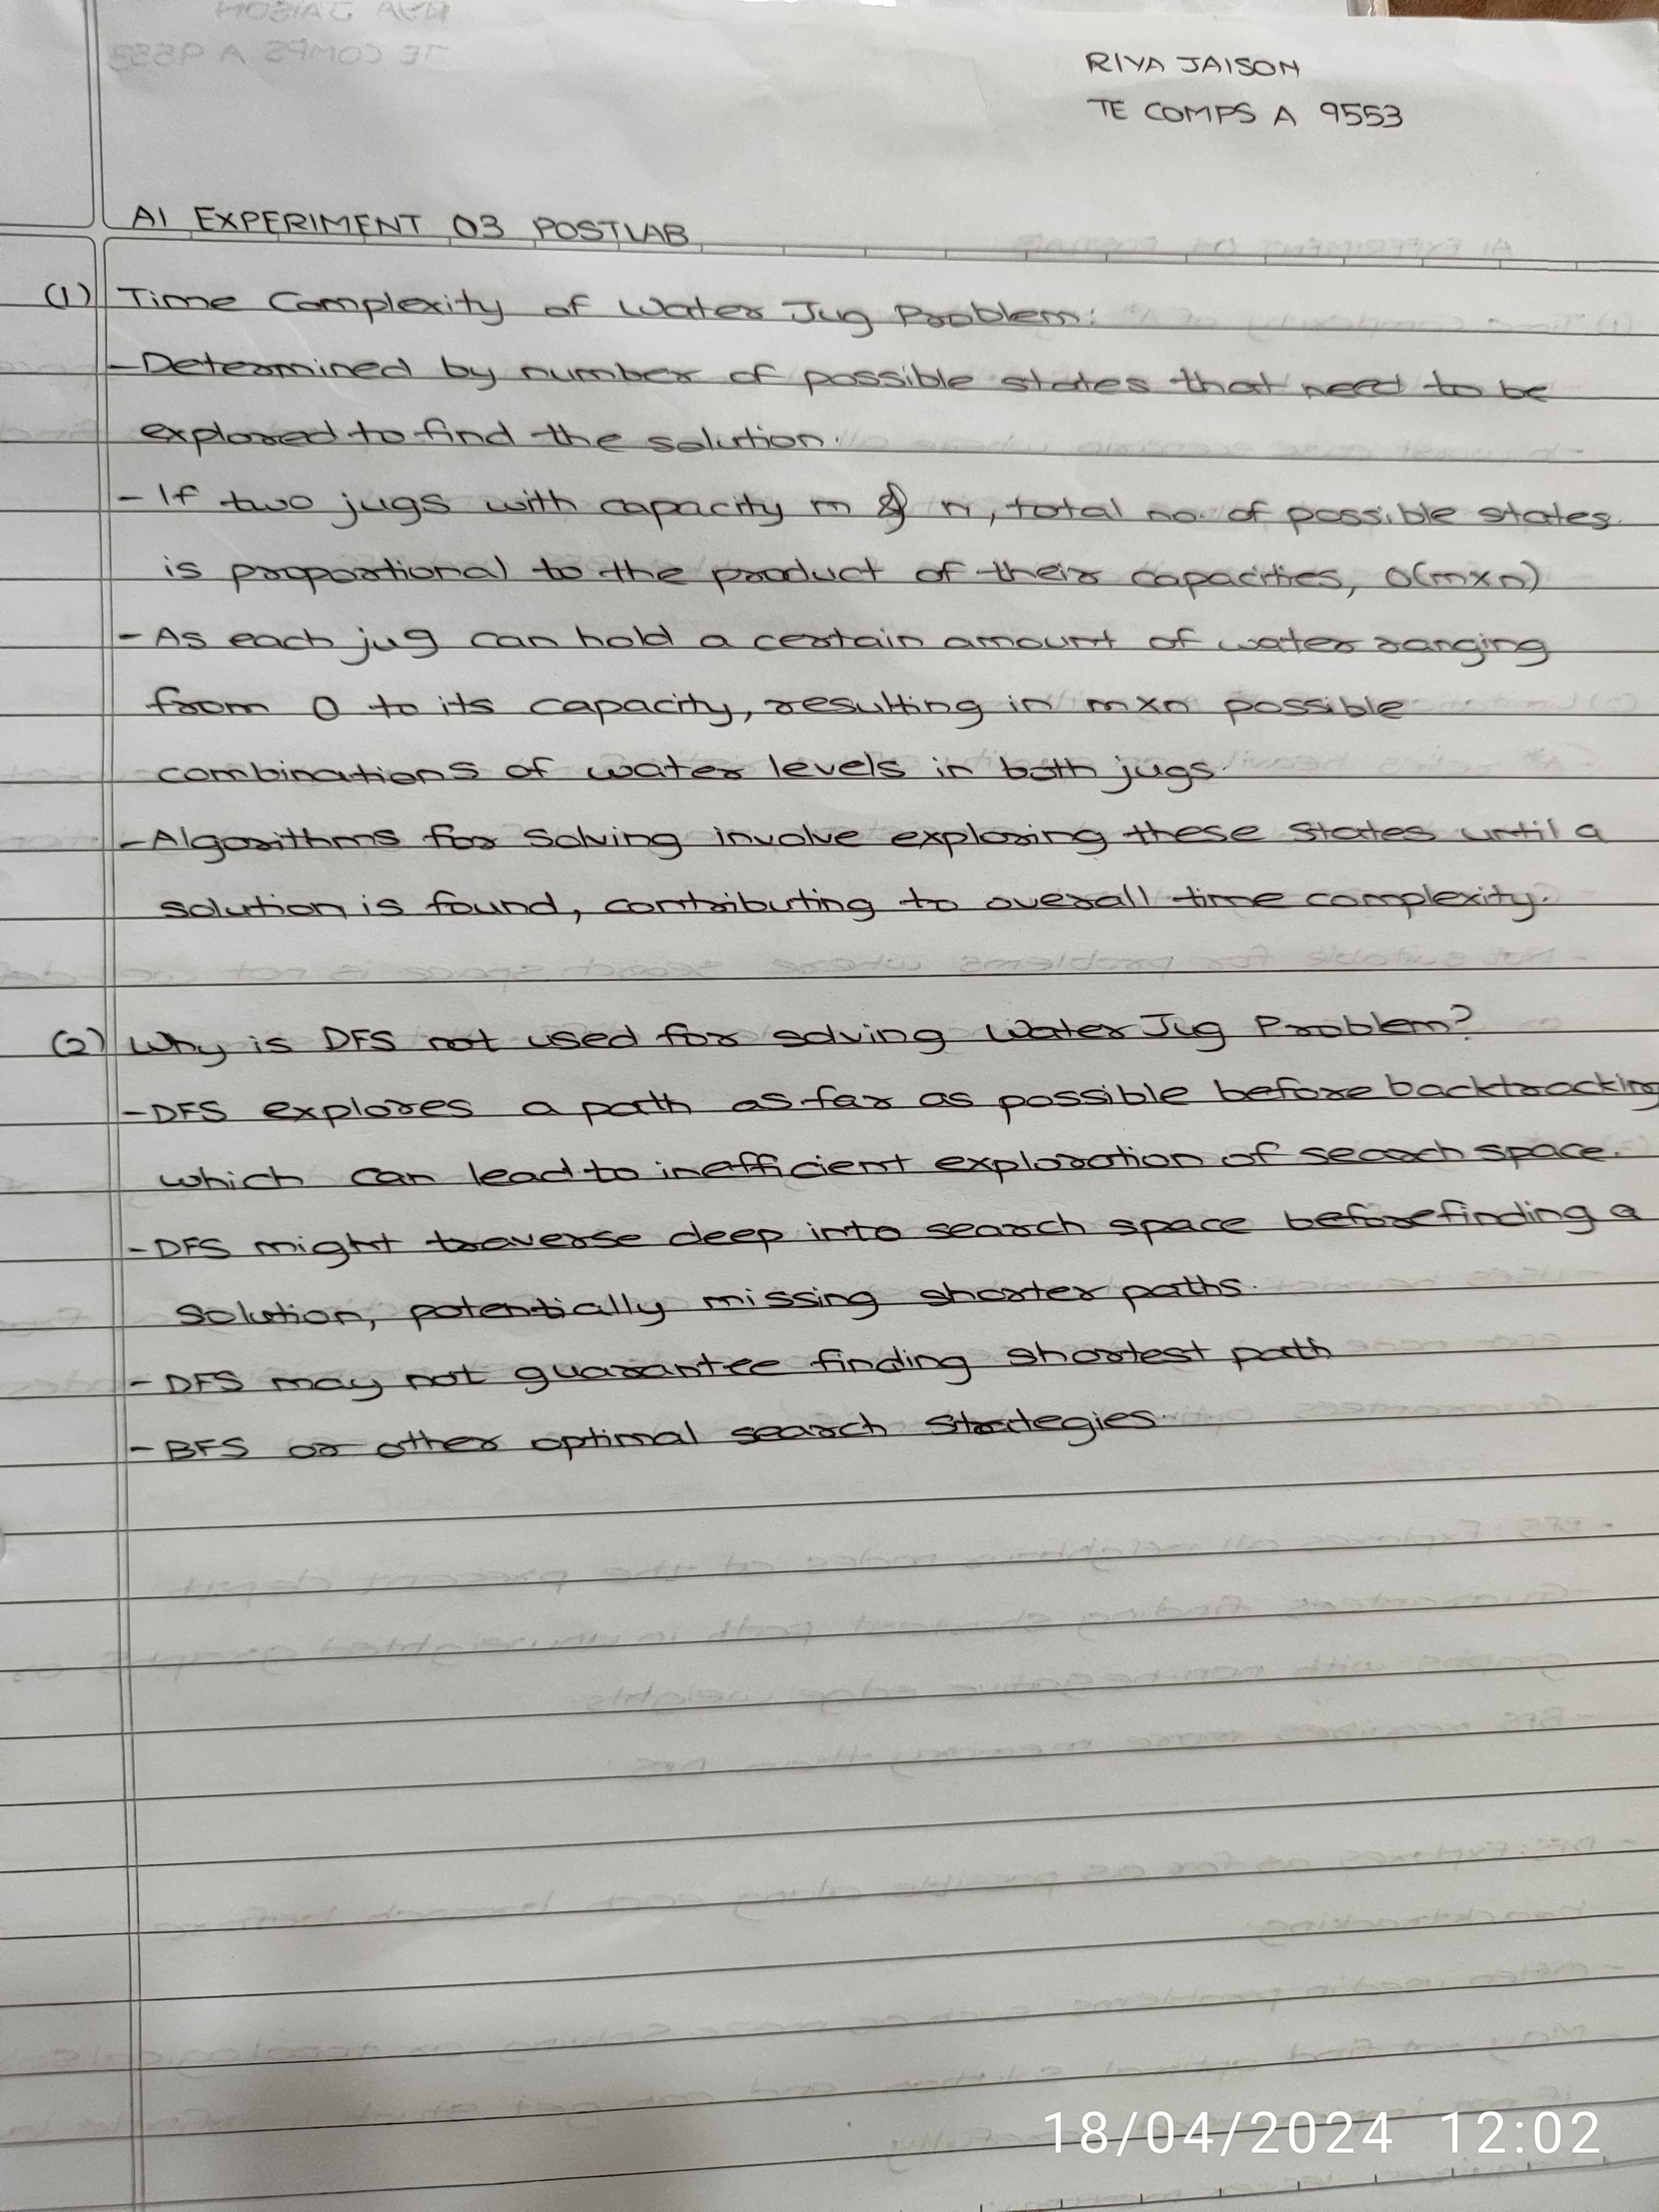 RIYA JAISON
TE COMPS A 9553
AI EXPERIMENT 03 POSTLAB
(1) Time Complexity of Water Jug Problem:
- Determined by number of possible states that need to be
explored to find the solution.
- If two jugs with capacity m & n, total no. of possible states
is proportional to the product of their capacities, O(m×n)
- As each jug can hold a certain amount of water ranging
from 0 to its capacity, resulting in m×n possible
combinations of water levels in both jugs.
- Algorithms for solving involve exploring these states until a
solution is found, contributing to overall time complexity.
(2) Why is DFS not used for solving Water Jug Problem?
- DFS explores a path as far as possible before backtracking
which can lead to inefficient exploration of search space.
- DFS might traverse deep into search space before finding a
solution, potentially missing shorter paths.
- DFS may not guarantee finding shortest path
- BFS or other optimal search strategies.
18/04/2024 12:02